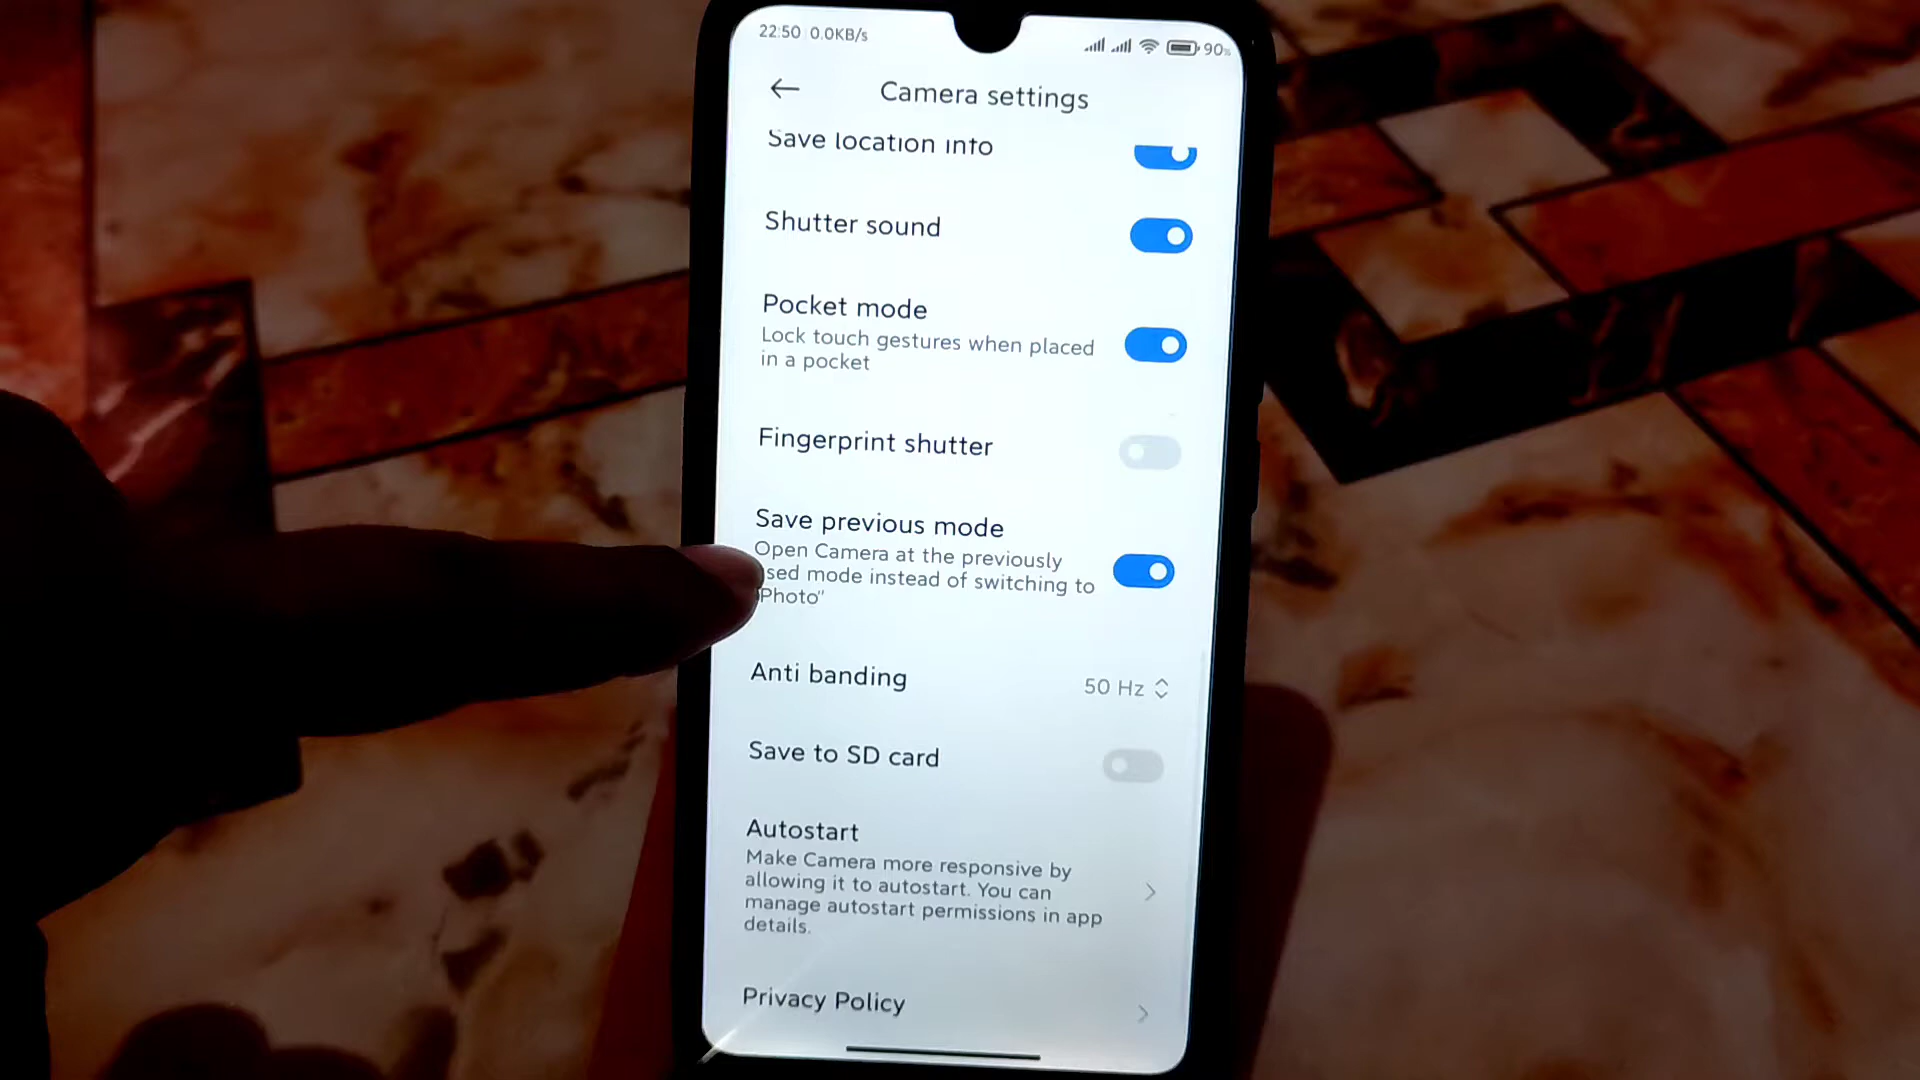 22:50 0.0KB/s
90%
Camera settings
Save location into
Shutter sound
Pocket mode
Lock touch gestures when placed
in a pocket
Fingerprint shutter
Save previous mode
Open Camera at the previously
sed mode instead of switching to
Photo"
Anti banding
50 Hz
Save to SD card
Autostart
Make Camera more responsive by
allowing it to autostart. You can
manage autostart permissions in app
details.
Privacy Policy